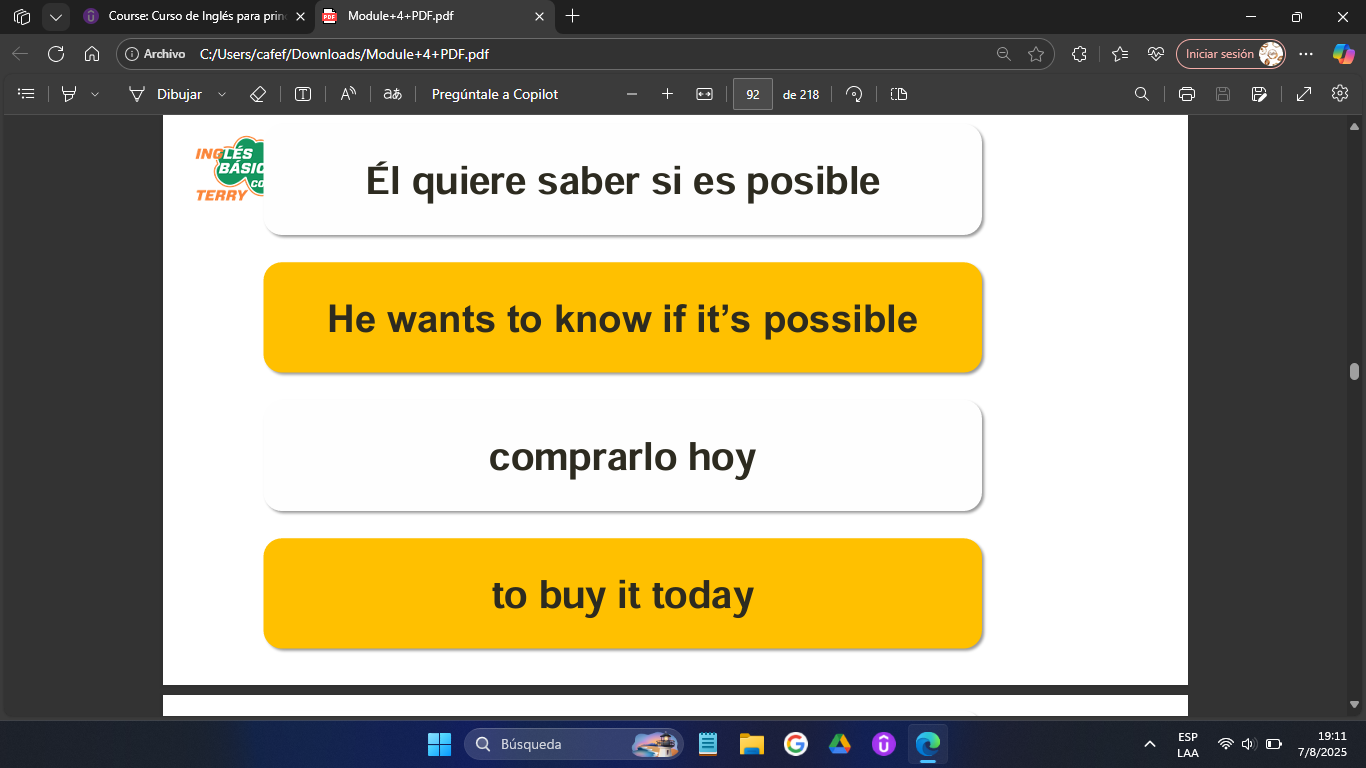 Course: Curso de Inglés para prin
Module+4+PDF.pdf
Archivo C:/Users/cafef/Downloads/Module+4+PDF.pdf
Iniciar sesión
Dibujar
Pregúntale a Copilot
92 de 218
INGLÉS
BÁSIC
CO
TERRY
Él quiere saber si es posible
He wants to know if it’s possible
comprarlo hoy
to buy it today
Búsqueda
ESP
LAA
19:11
7/8/2025